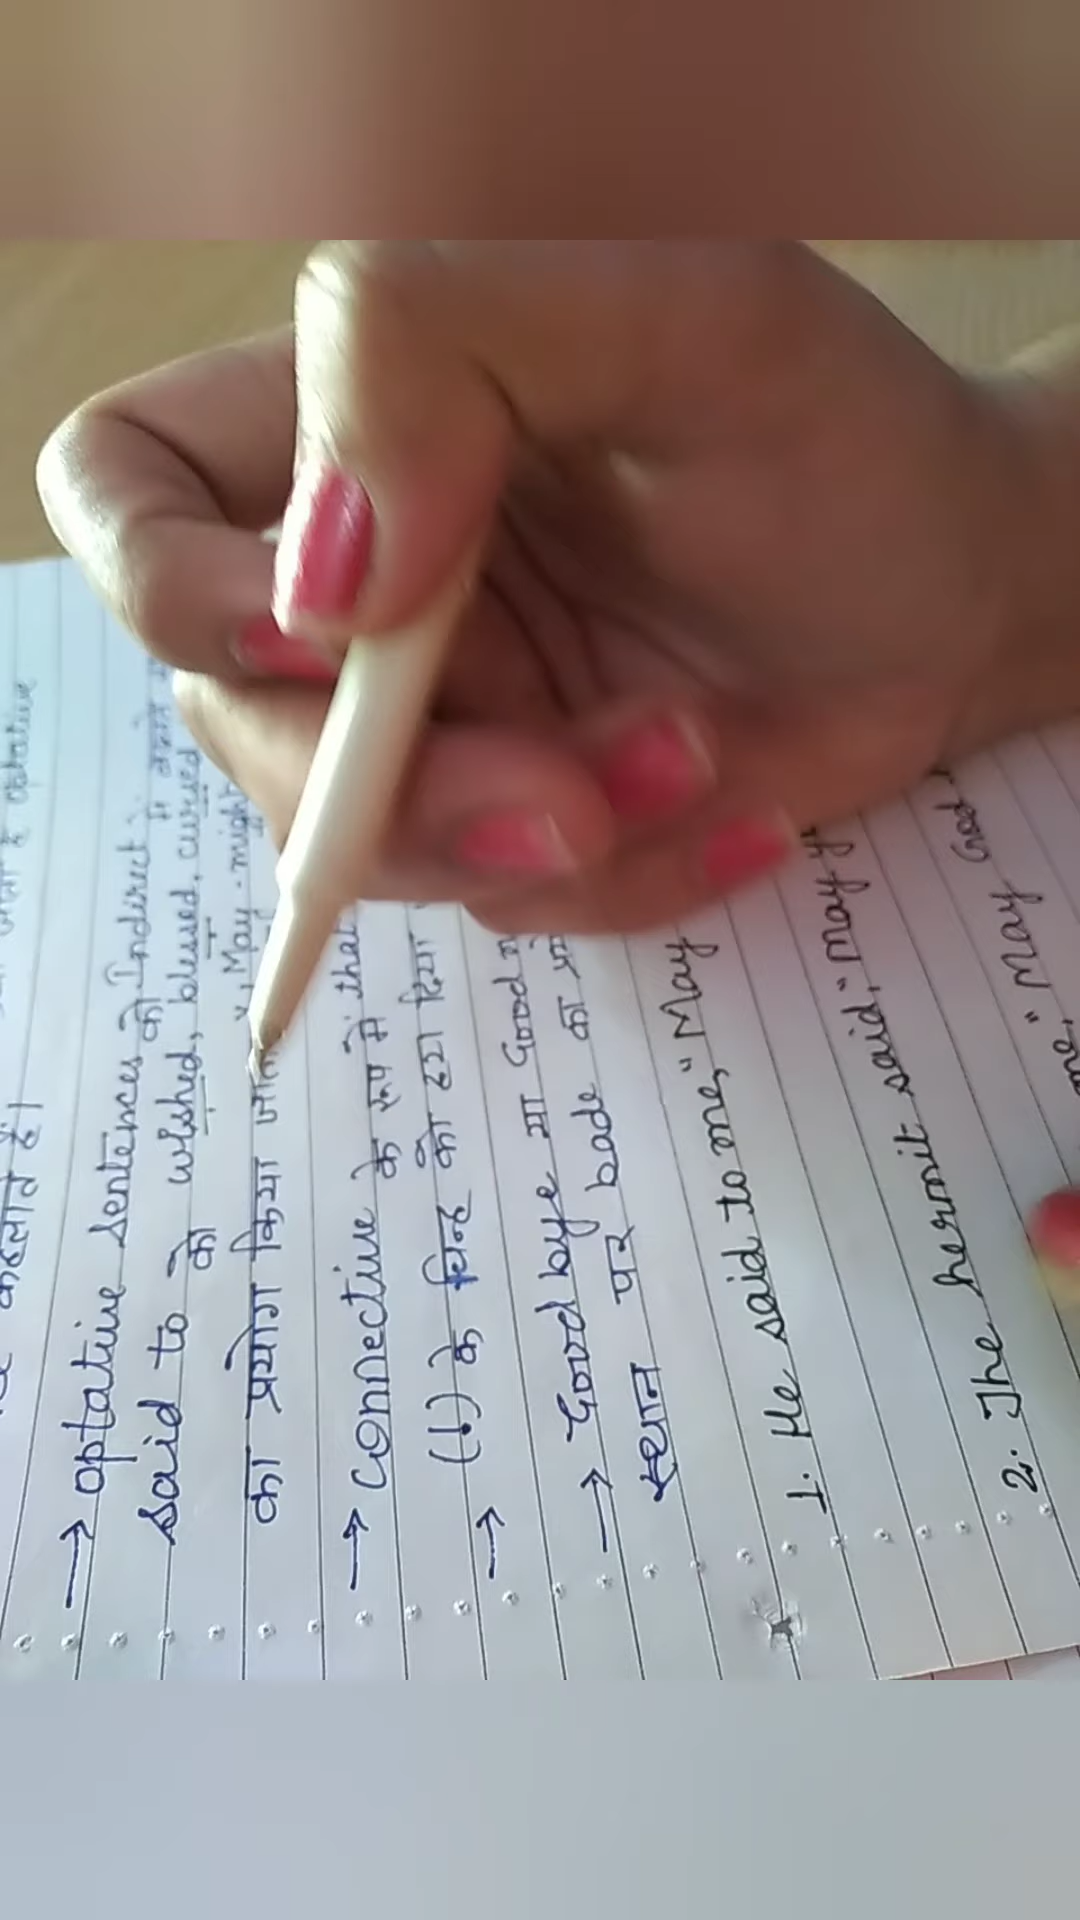 optative
कहलाते हैं।
→ optative sentences को Indirect में बदलते
said to को wished, blessed, cursed
May - might
का प्रयोग किया जाता
→ connective के रूप में that
→ (!) के चिन्ह को हटा दिया
→ Good bye या Good
स्थान पर bade का
1. He said to me, "May
2. The hermit said, "May
me, "May God